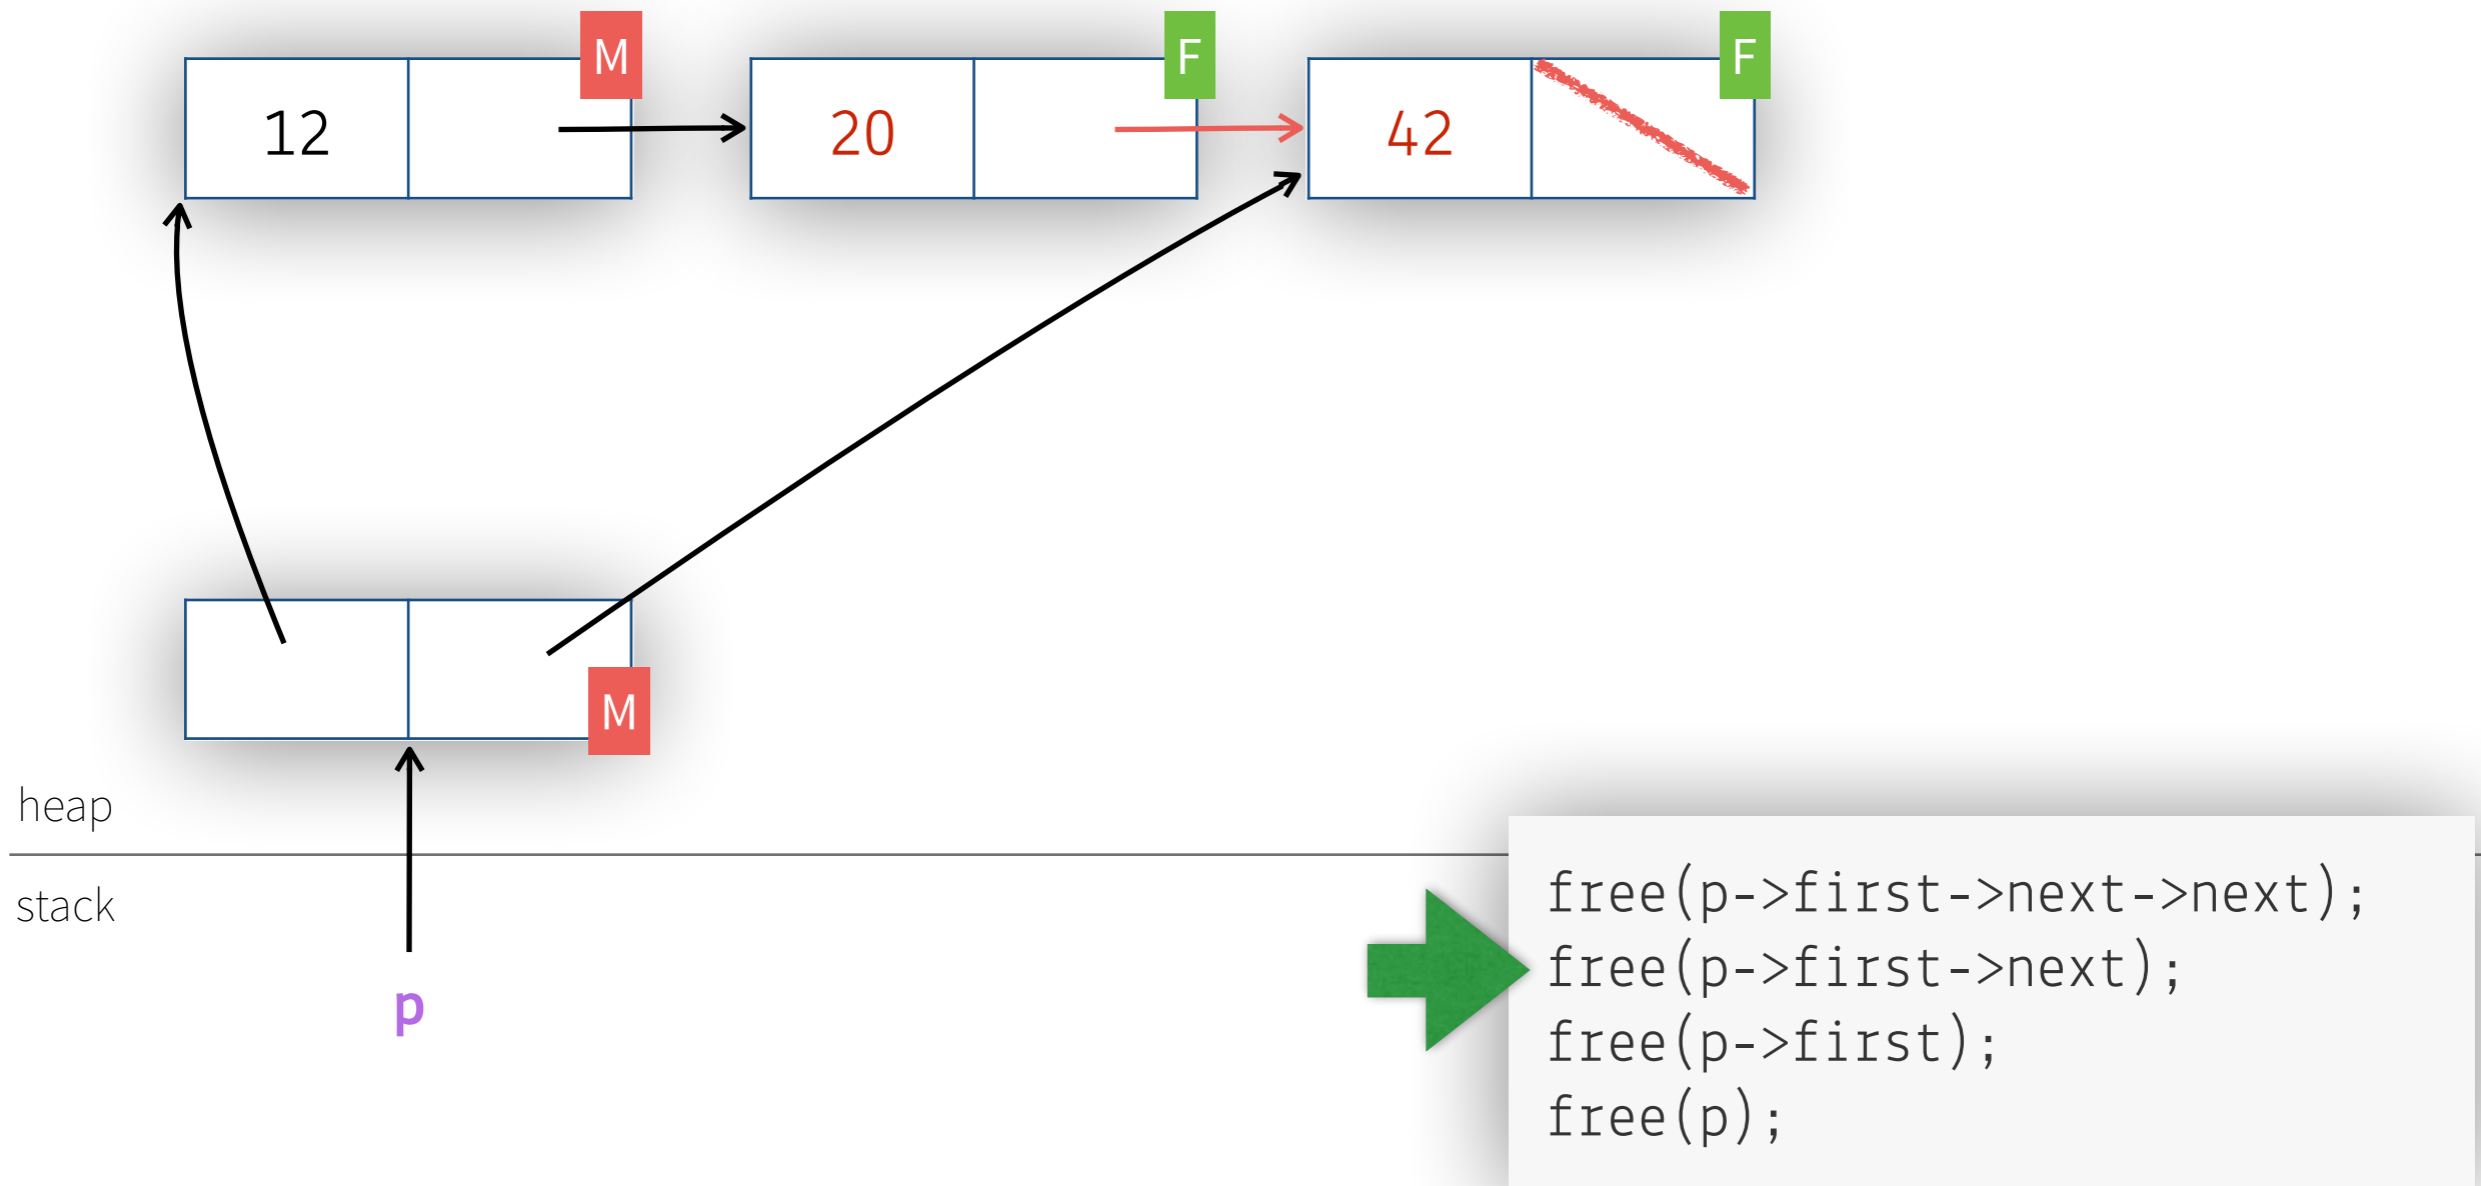 M
F
F
12
20
42
M
heap
stack
p
free(p->first->next->next);
free(p->first->next);
free(p->first);
free(p);